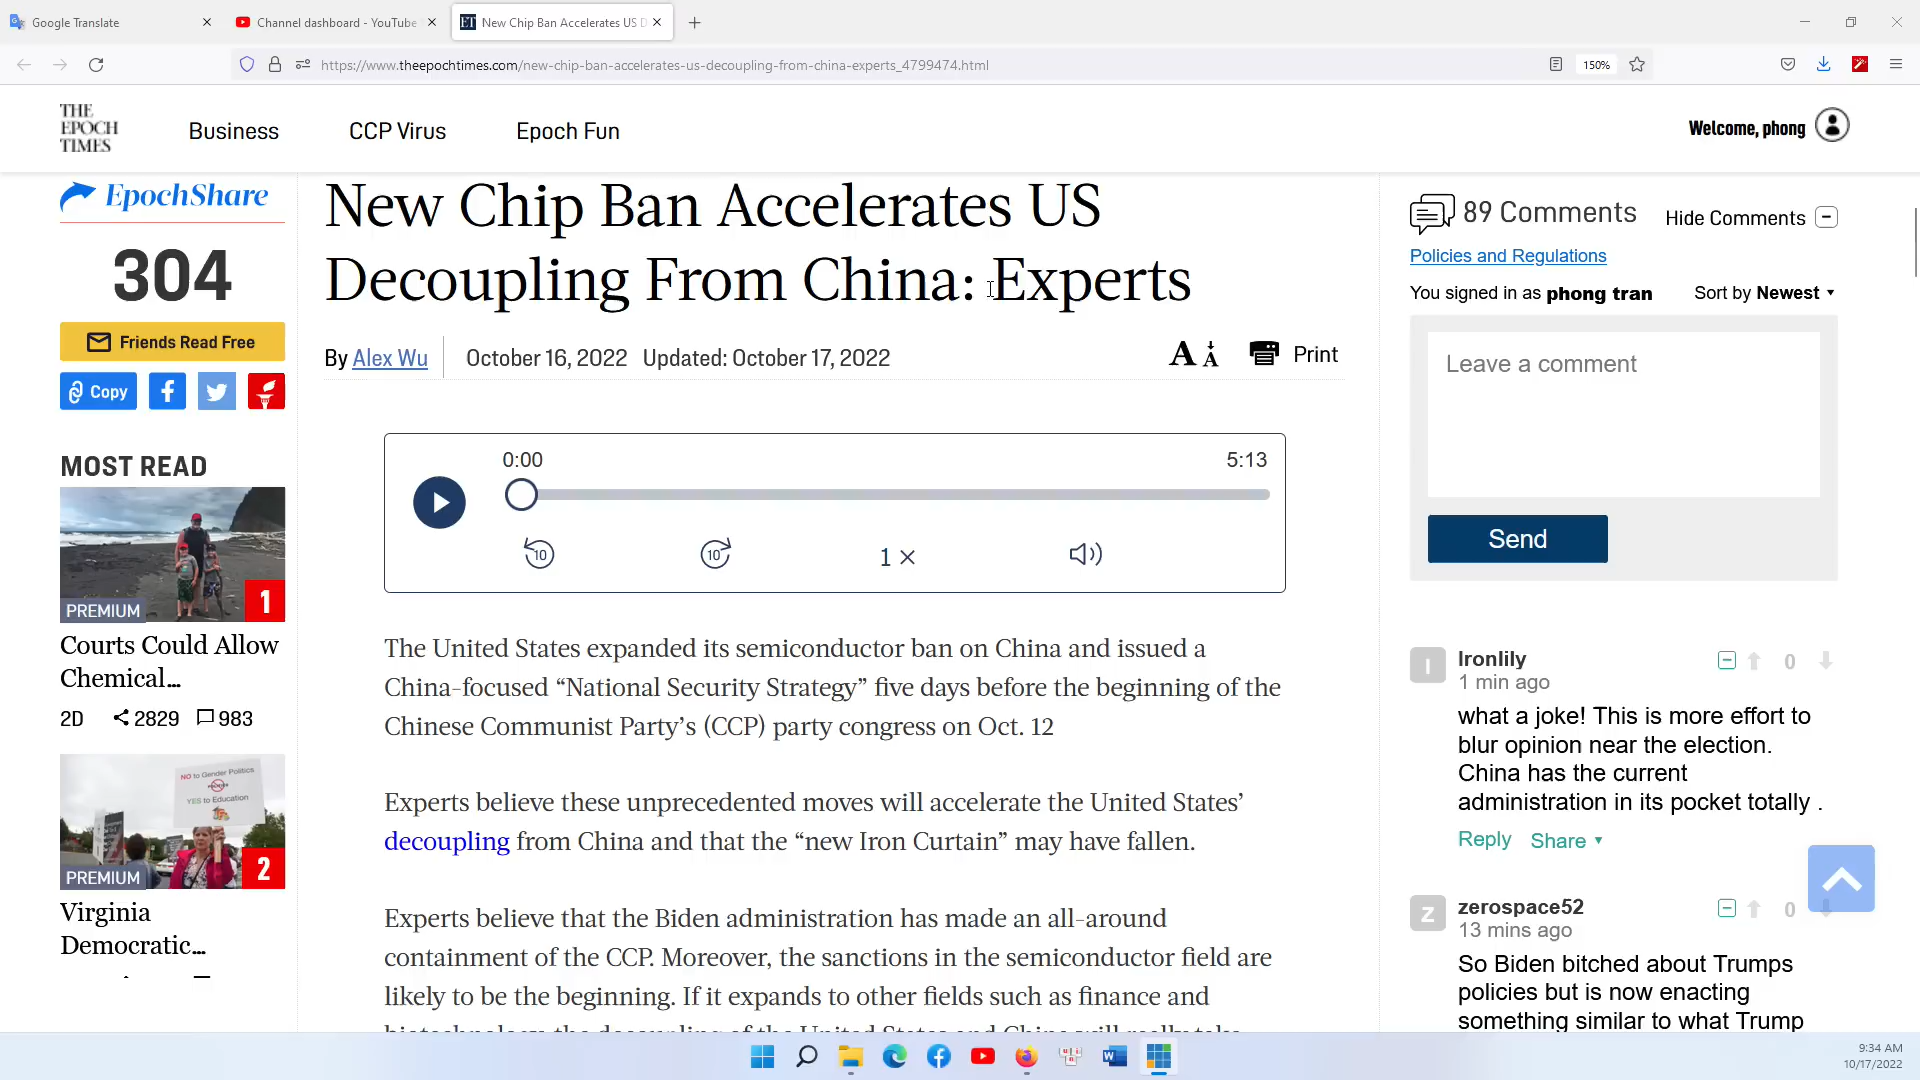 Google Translate
Channel dashboard - YouTube
ET New Chip Ban Accelerates US D
https://www.theepochtimes.com/new-chip-ban-accelerates-us-decoupling-from-china-experts_4799474.html
150%
THE
EPOCH
TIMES
Business
CCP Virus
Epoch Fun
Welcome, phong
EpochShare
304
Friends Read Free
Copy
MOST READ
PREMIUM
1
Courts Could Allow
Chemical...
2D 2829 983
NO to Gender Politics
YES to Education
PREMIUM
2
Virginia
Democratic...
New Chip Ban Accelerates US
Decoupling From China: Experts
By Alex Wu October 16, 2022 Updated: October 17, 2022
A A Print
0:00 5:13
10 10 1 ×
The United States expanded its semiconductor ban on China and issued a
China-focused “National Security Strategy” five days before the beginning of the
Chinese Communist Party’s (CCP) party congress on Oct. 12
Experts believe these unprecedented moves will accelerate the United States’
decoupling from China and that the “new Iron Curtain” may have fallen.
Experts believe that the Biden administration has made an all-around
containment of the CCP. Moreover, the sanctions in the semiconductor field are
likely to be the beginning. If it expands to other fields such as finance and
89 Comments
Hide Comments
Policies and Regulations
You signed in as phong tran
Sort by Newest
Leave a comment
Send
I
Ironlily
0
1 min ago
what a joke! This is more effort to
blur opinion near the election.
China has the current
administration in its pocket totally .
Reply Share
Z
zerospace52
0
13 mins ago
So Biden bitched about Trumps
policies but is now enacting
something similar to what Trump
W
9:34 AM
10/17/2022